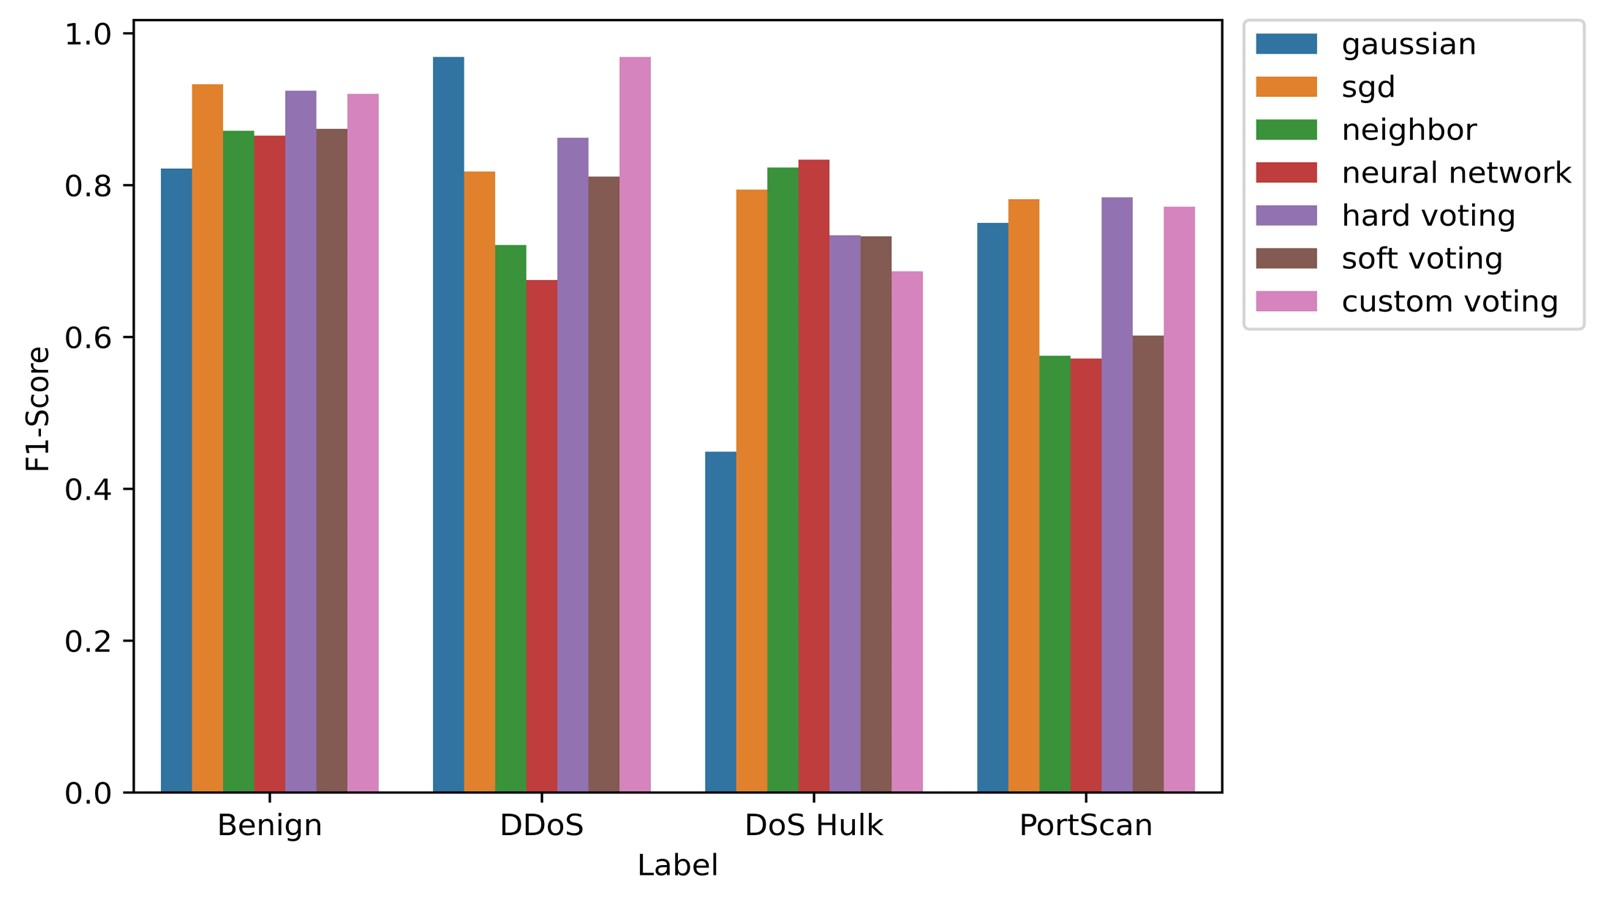 1.0
0.8
0.6
0.4
0.2
0.0
F1-Score
Benign
DDoS
DoS Hulk
PortScan
Label
gaussian
sgd
neighbor
neural network
hard voting
soft voting
custom voting